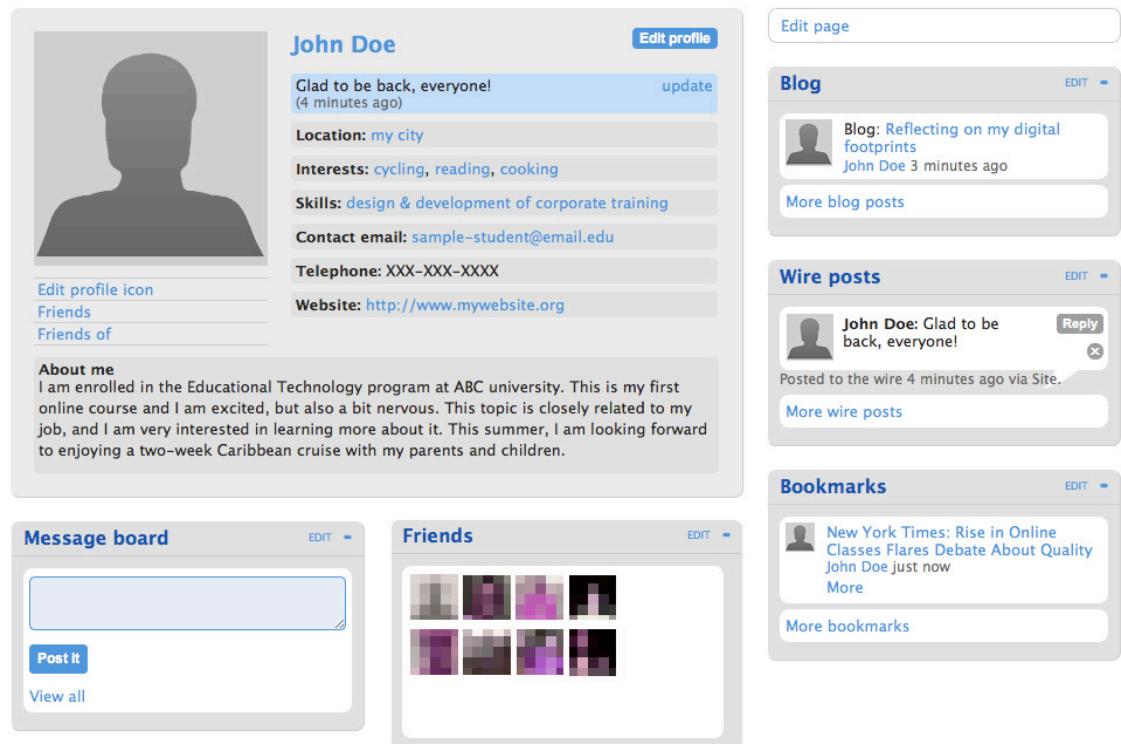 John Doe
Edit profile
Glad to be back, everyone!
(4 minutes ago)
update
Location: my city
Interests: cycling, reading, cooking
Skills: design & development of corporate training
Contact email: sample-student@email.edu
Telephone: XXX-XXX-XXXX
Website: http://www.mywebsite.org
Edit profile icon
Friends
Friends of
About me
I am enrolled in the Educational Technology program at ABC university. This is my first
online course and I am excited, but also a bit nervous. This topic is closely related to my
job, and I am very interested in learning more about it. This summer, I am looking forward
to enjoying a two-week Caribbean cruise with my parents and children.
Message board
EDIT
Post it
View all
Friends
EDIT
Edit page
Blog
EDIT
Blog: Reflecting on my digital
footprints
John Doe 3 minutes ago
More blog posts
Wire posts
EDIT
John Doe: Glad to be
back, everyone!
Reply
Posted to the wire 4 minutes ago via Site.
More wire posts
Bookmarks
EDIT
New York Times: Rise in Online
Classes Flares Debate About Quality
John Doe just now
More
More bookmarks